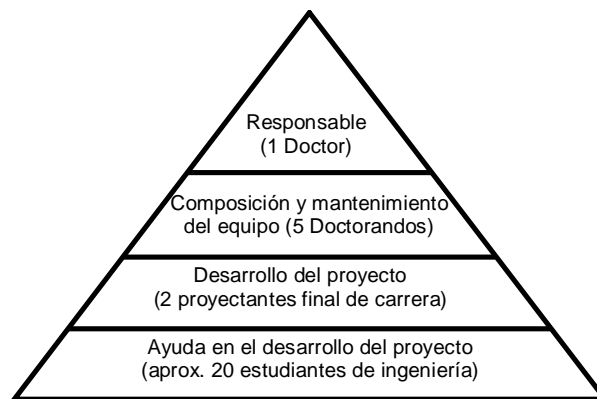 Responsable
(1 Doctor)
Composición y mantenimiento
del equipo (5 Doctorandos)
Desarrollo del proyecto
(2 proyectantes final de carrera)
Ayuda en el desarrollo del proyecto
(aprox. 20 estudiantes de ingeniería)